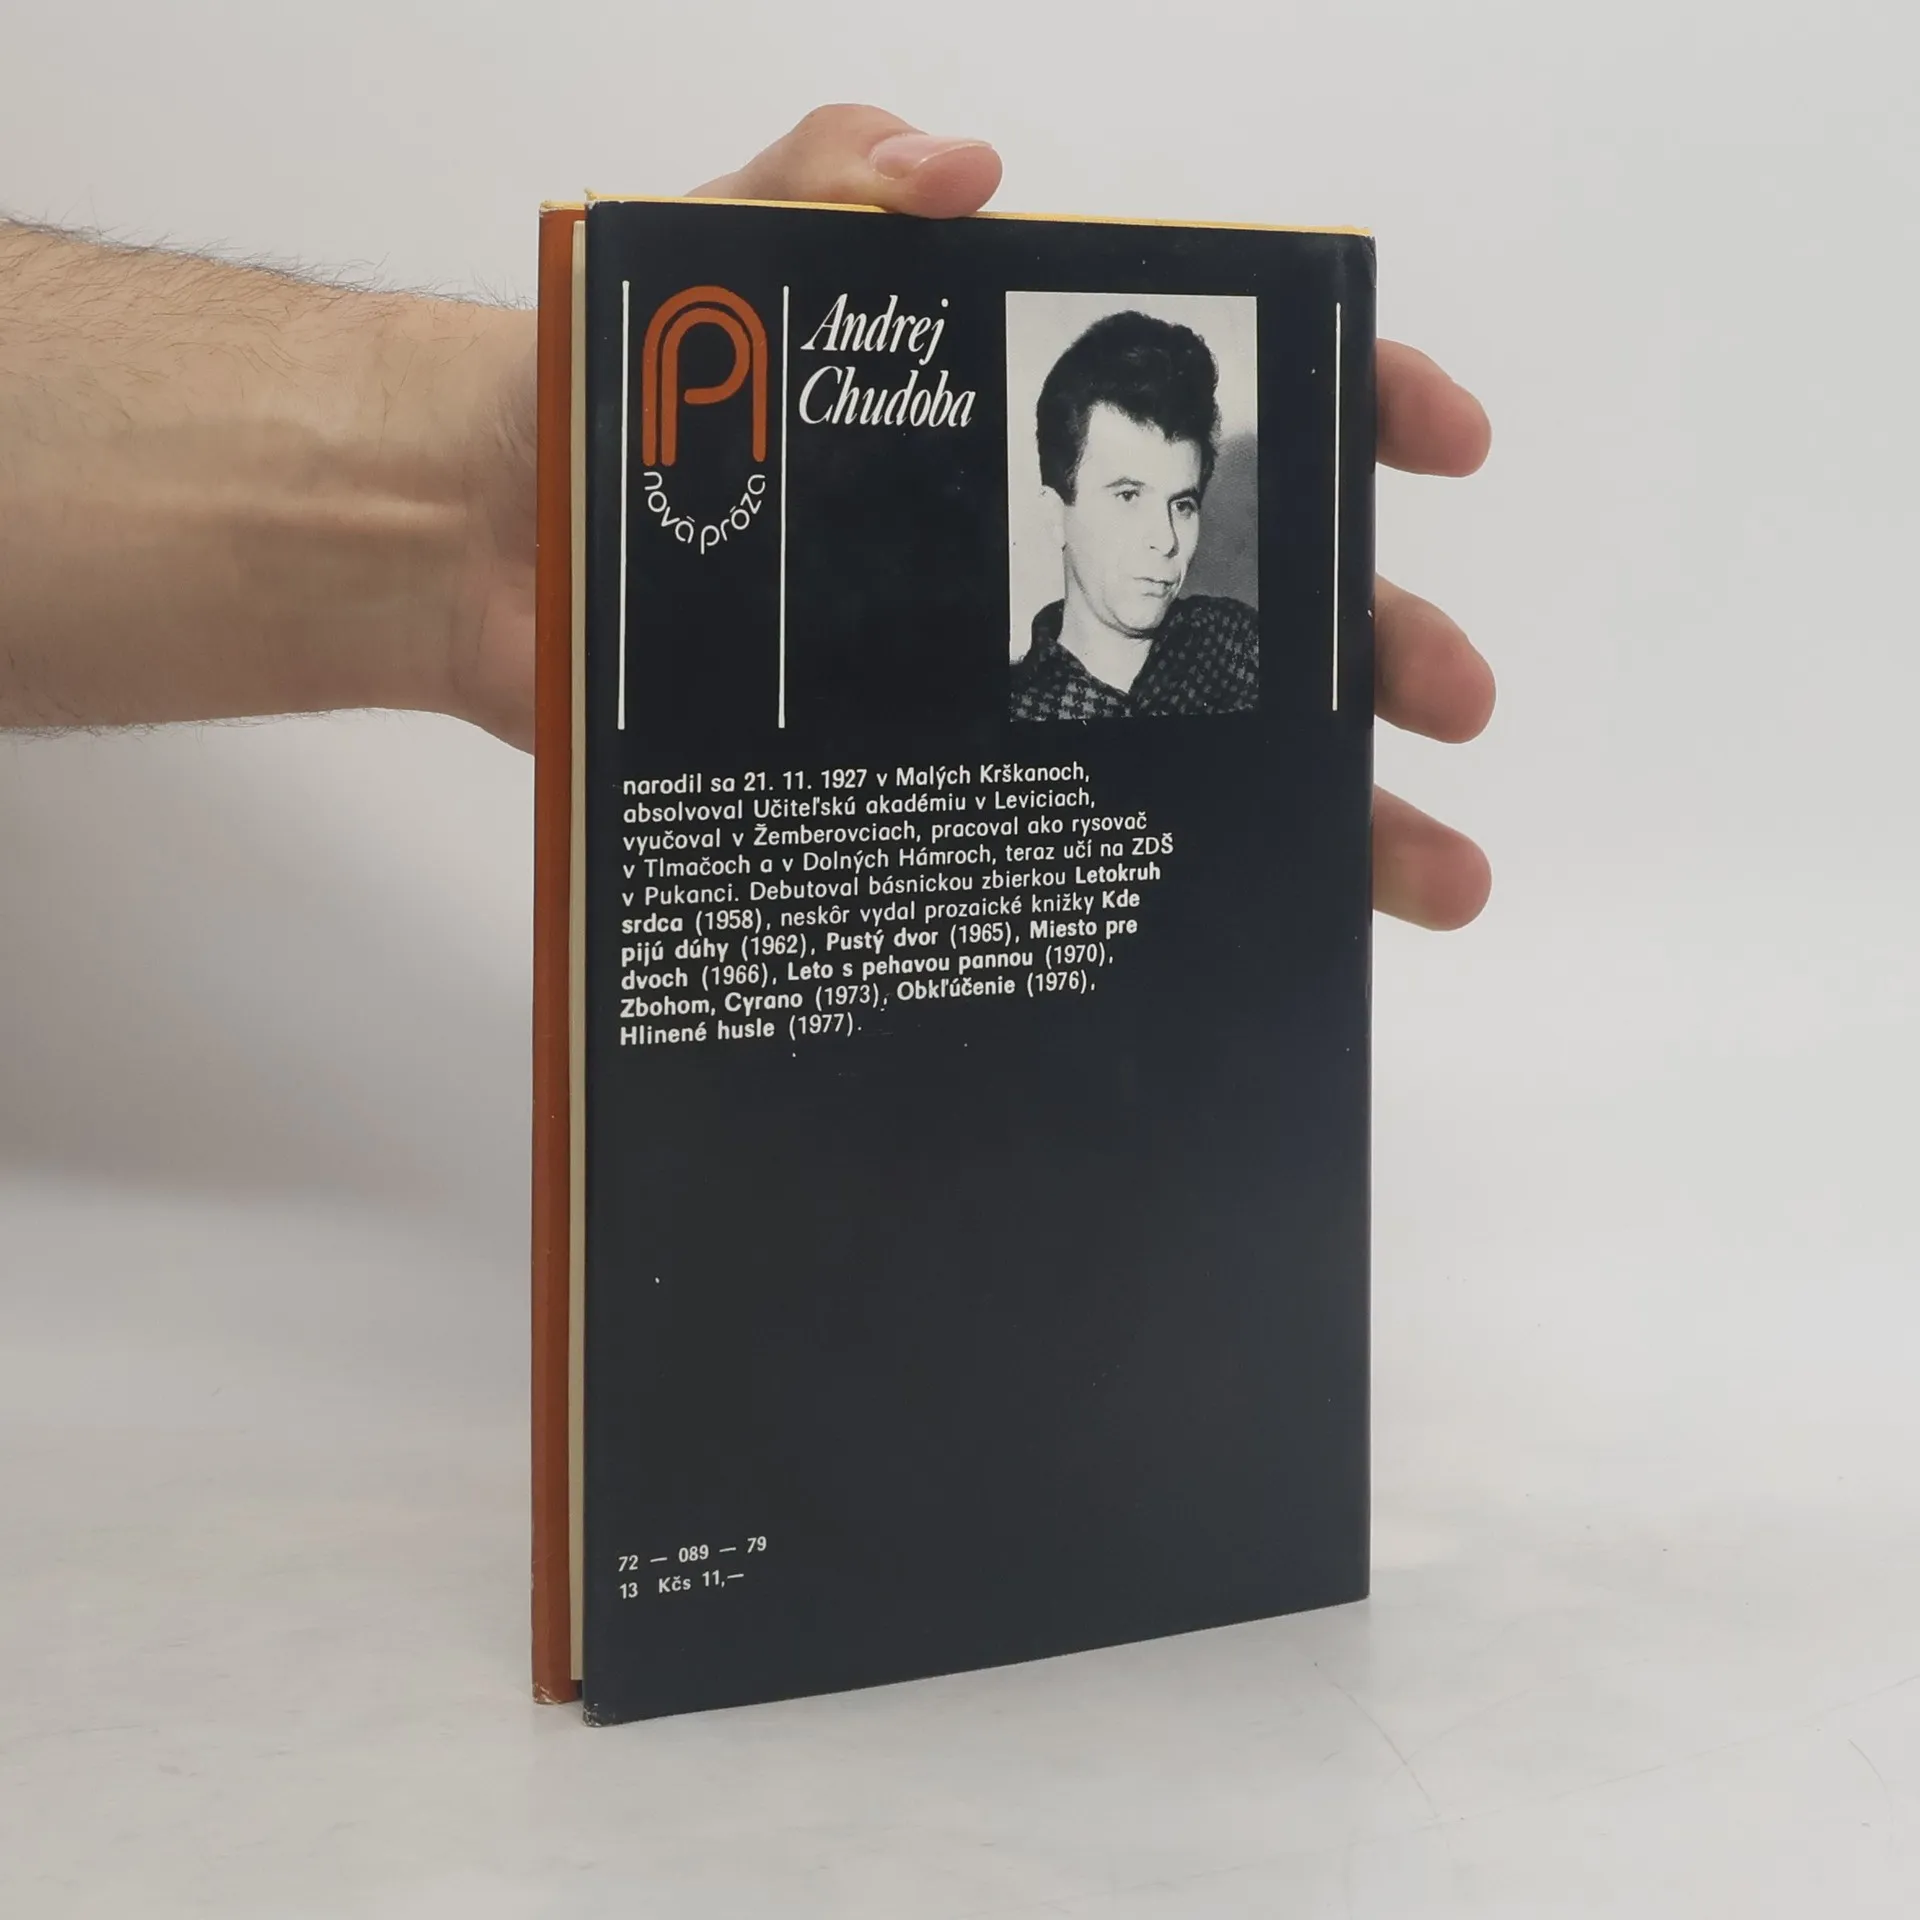 Andrej
Chudoba
nová próza
narodil sa 21. 11. 1927 v Malých Krškanoch,
absolvoval Učiteľskú akadémiu v Leviciach,
vyučoval v Žemberovciach, pracoval ako rysovač
v Tlmačoch a v Dolných Hámroch, teraz učí na ZDŠ
v Pukanci. Debutoval básnickou zbierkou Letokruh
srdca (1958), neskôr vydal prozaické knižky Kde
pijú dúhy (1962), Pustý dvor (1965), Miesto pre
dvoch (1966), Leto s pehavou pannou (1970),
Zbohom, Cyrano (1973), Obkľúčenie (1976),
Hlinené husle (1977).
72 — 089 — 79
13 Kčs 11,—